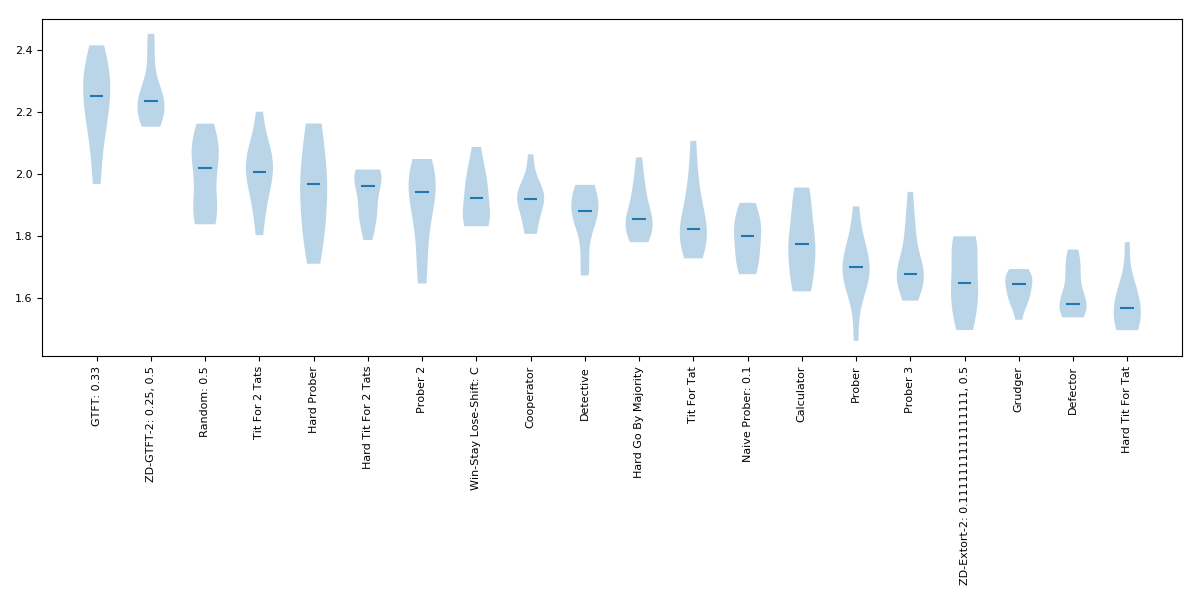 2.4
2.2
2.0
1.8
1.6
GTFT: 0.33
ZD-GTFT-2: 0.25, 0.5
Random: 0.5
Tit For 2 Tats
Hard Prober
Hard Tit For 2 Tats
Prober 2
Win-Stay Lose-Shift: C
Cooperator
Detective
Hard Go By Majority
Tit For Tat
Naive Prober: 0.1
Calculator
Prober
Prober 3
ZD-Extort-2: 0.1111111111111111, 0.5
Grudger
Defector
Hard Tit For Tat